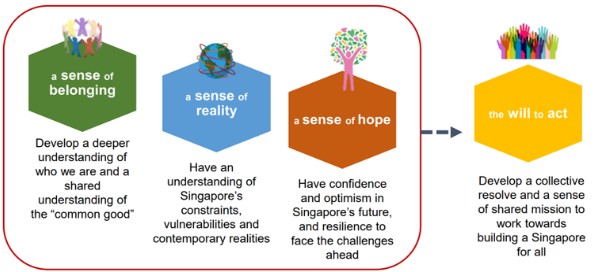 a sense of
belonging
Develop a deeper
understanding of
who we are and a
shared
understanding of
the “common good”
a sense of
reality
Have an
understanding of
Singapore’s
constraints,
vulnerabilities and
contemporary realities
a sense of hope
Have confidence
and optimism in
Singapore’s future,
and resilience to
face the challenges
ahead
the will to act
Develop a collective
resolve and a sense
of shared mission to
work towards
building a Singapore
for all